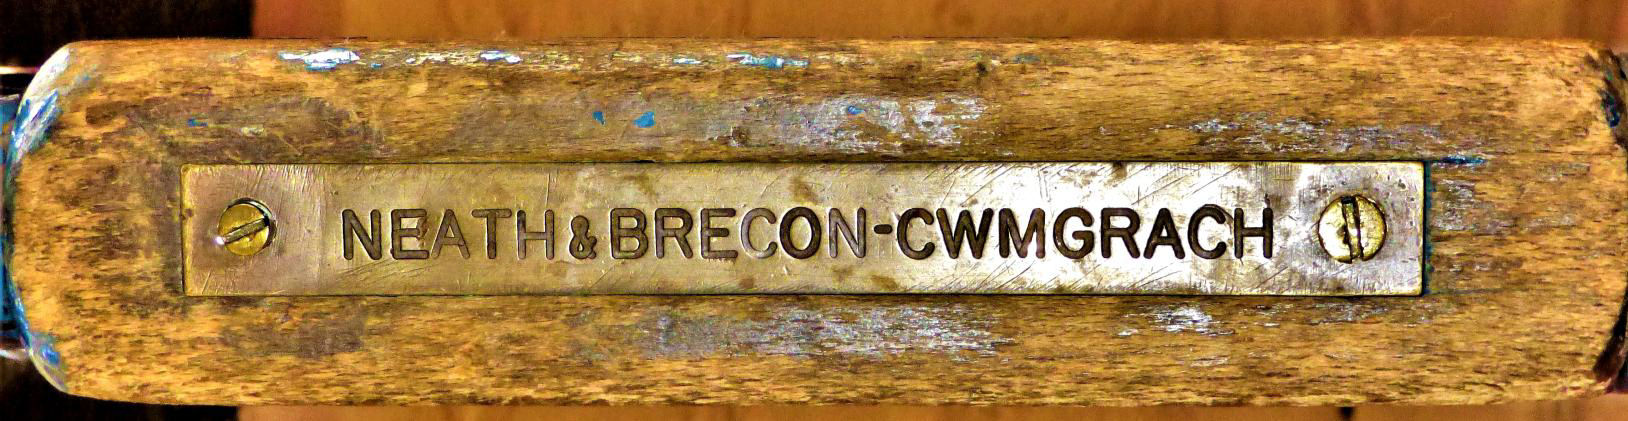 NEATH & BRECON-CWMGRACH